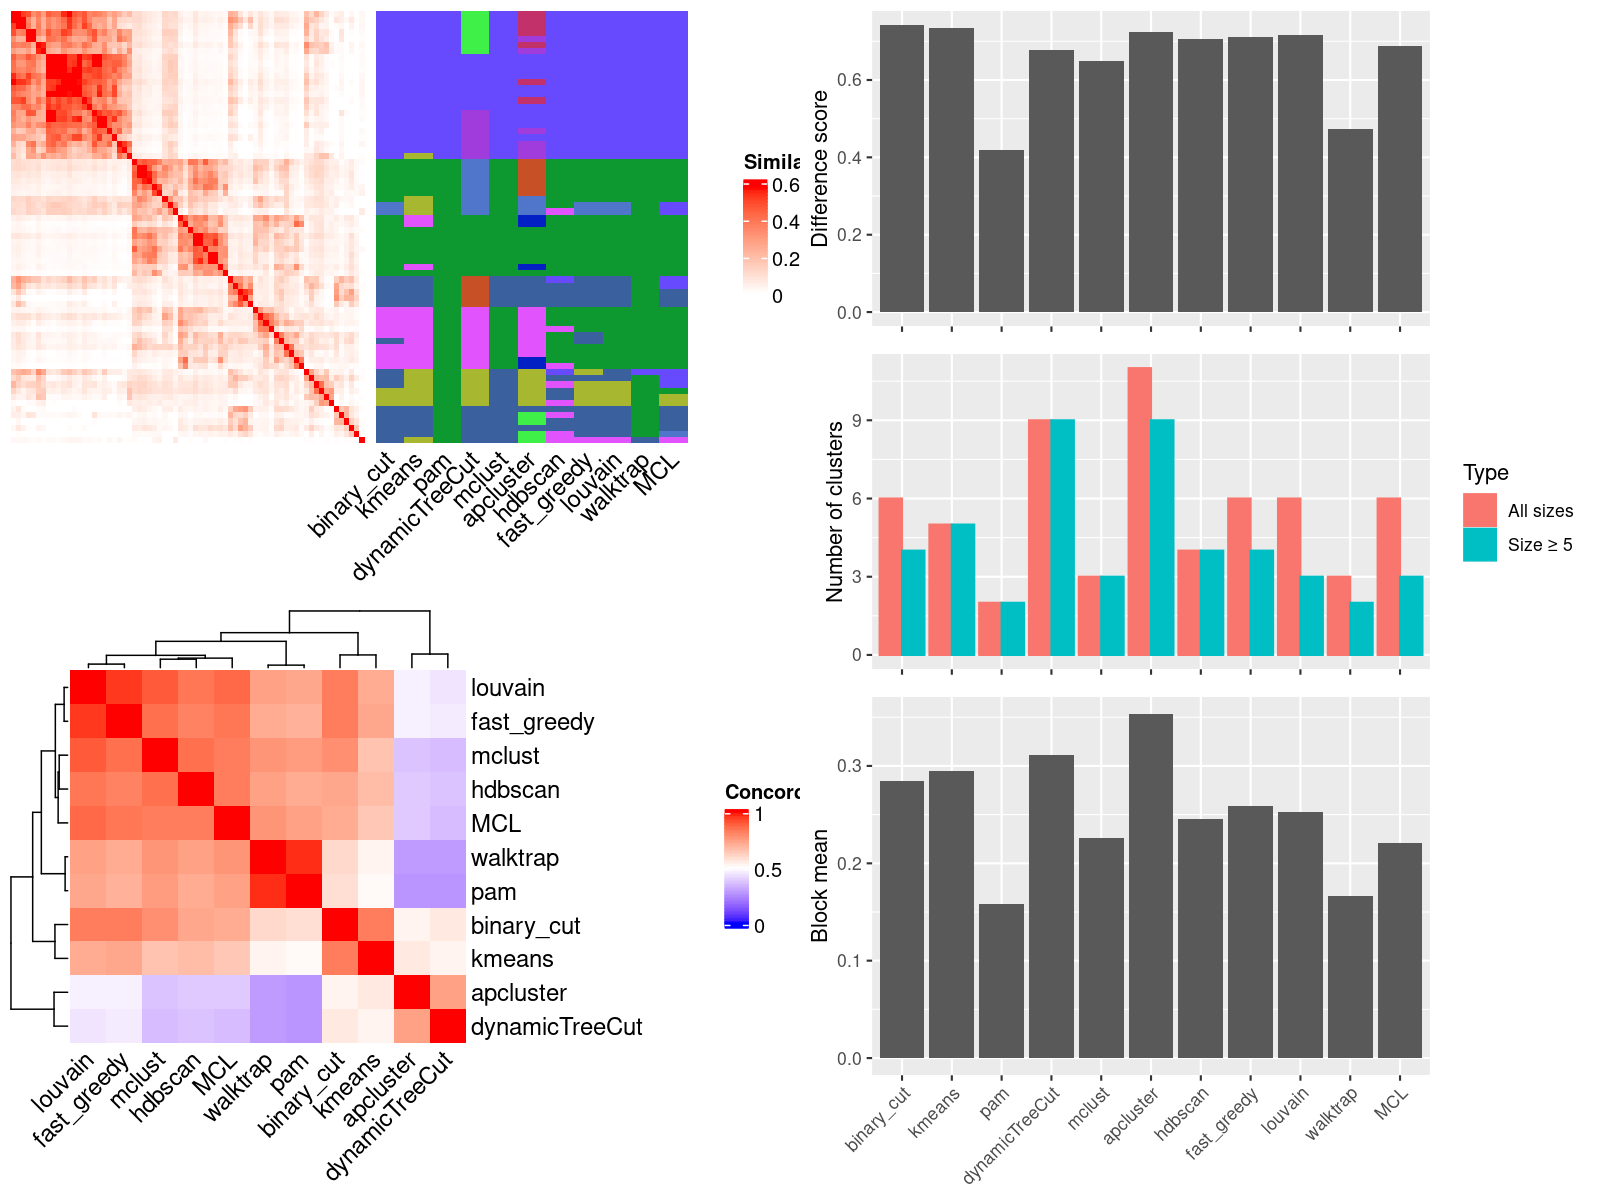 Simila
0.6
0.4
0.2
0
binary_cut
kmeans
pam
dynamicTreeCut
mclust
apcluster
hdbscan
fast_greedy
louvain
walktrap
MCL
Difference score
0.6
0.4
0.2
0.0
Number of clusters
9
6
3
0
Type
All sizes
Size ≥ 5
louvain
fast_greedy
mclust
hdbscan
MCL
walktrap
pam
binary_cut
kmeans
apcluster
dynamicTreeCut
louvain
fast_greedy
mclust
hdbscan
MCL
walktrap
pam
binary_cut
kmeans
apcluster
dynamicTreeCut
Concord
1
0.5
0
Block mean
0.3
0.2
0.1
0.0
binary_cut
kmeans
pam
dynamicTreeCut
mclust
apcluster
hdbscan
fast_greedy
louvain
walktrap
MCL